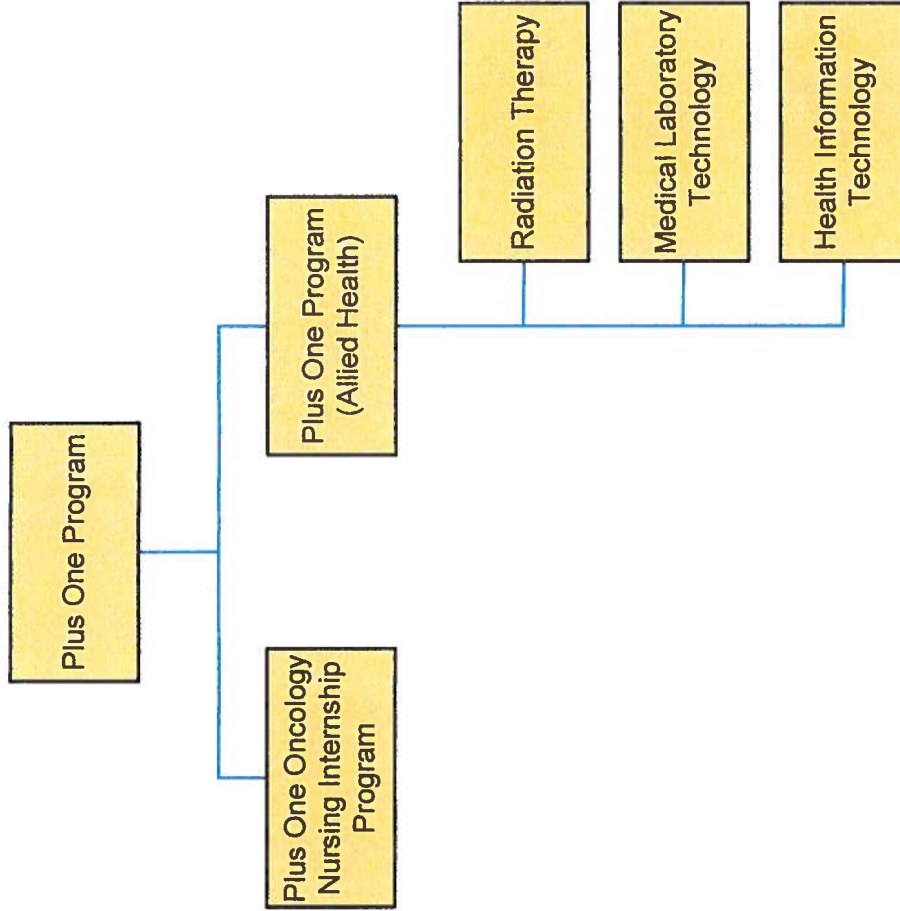 Plus One Program
Plus One Oncology
Nursing Internship
Program
Plus One Program
(Allied Health)
Radiation Therapy
Medical Laboratory
Technology
Health Information
Technology